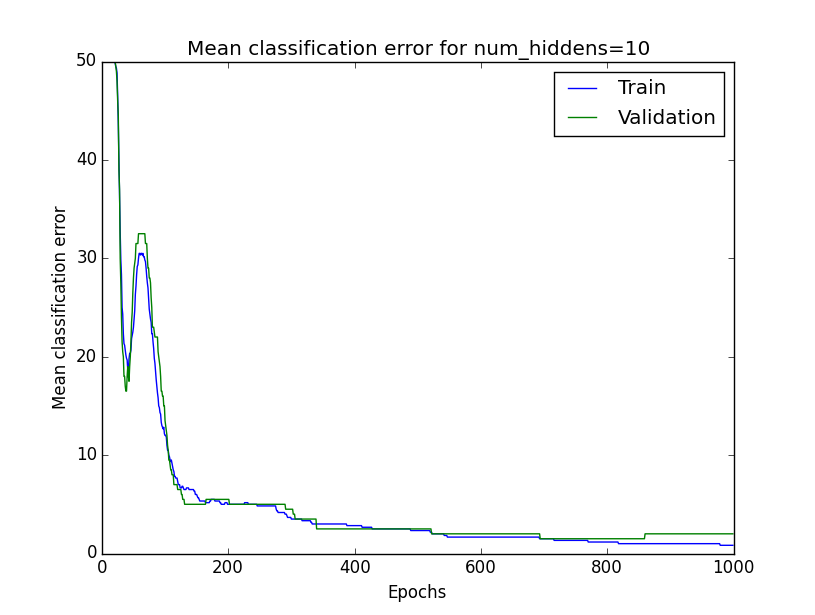 Mean classification error for num_hiddens=10
Train
Validation
Mean classification error
50
40
30
20
10
0
0 200 400 600 800 1000
Epochs